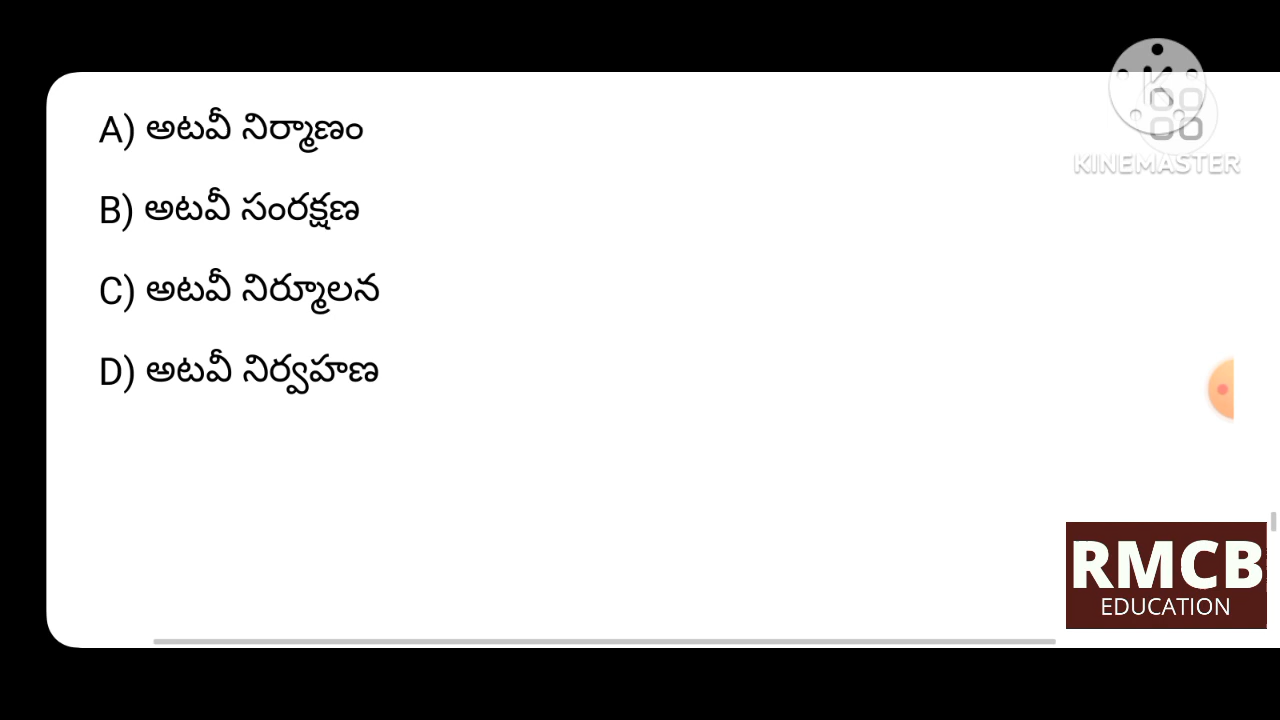 A) అటవీ నిర్మాణం
B) అటవీ సంరక్షణ
C) అటవీ నిర్మూలన
D) అటవీ నిర్వహణ
KINEMASTER
RMCB
EDUCATION